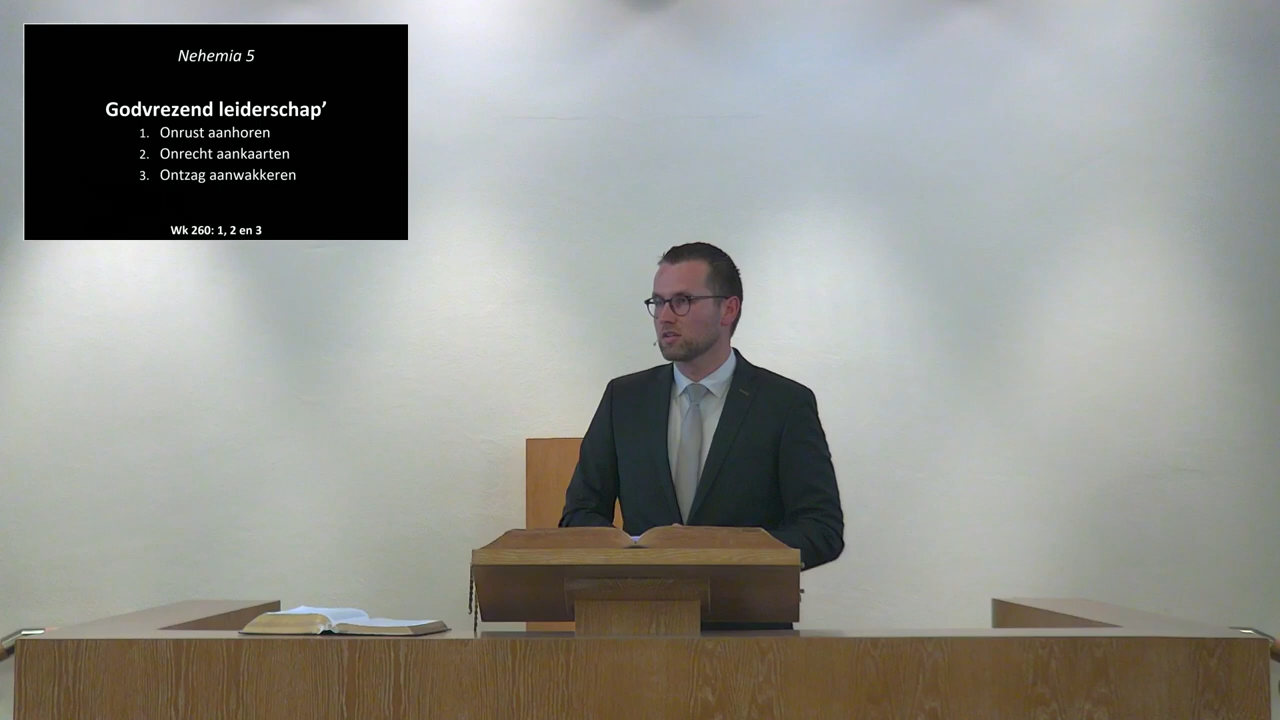 Nehemia 5
Godvrezend leiderschap’
1. Onrust aanhoren
2. Onrecht aankaarten
3. Ontzag aanwakkeren
Wk 260: 1, 2 en 3